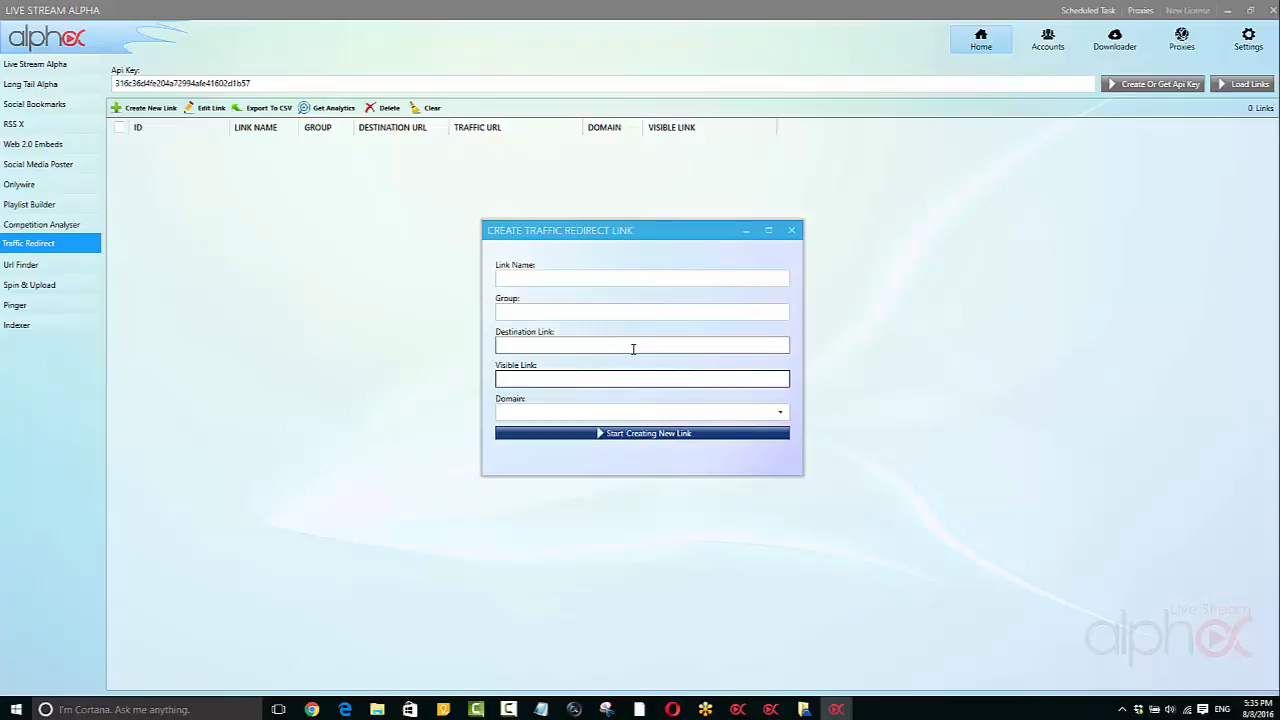 LIVE STREAM ALPHA
Scheduled Task Proxies New License
alpha
Home Accounts Downloader Proxies Settings
Live Stream Alpha
Long Tail Alpha
Social Bookmarks
RSS X
Web 2.0 Embeds
Social Media Poster
Onlywire
Playlist Builder
Competition Analyser
Traffic Redirect
Url Finder
Spin & Upload
Pinger
Indexer
Api Key:
316c36d4fe204a72994afe41602d1b57
Create Or Get Api Key Load Links
Create New Link Edit Link Export To CSV Get Analytics Delete Clear
0 Links
ID LINK NAME GROUP DESTINATION URL TRAFFIC URL DOMAIN VISIBLE LINK
CREATE TRAFFIC REDIRECT LINK
Link Name:
Group:
Destination Link:
Visible Link:
Domain:
Start Creating New Link
Live Stream
alpha
I'm Cortana. Ask me anything.
ENG
5:35 PM
8/8/2016